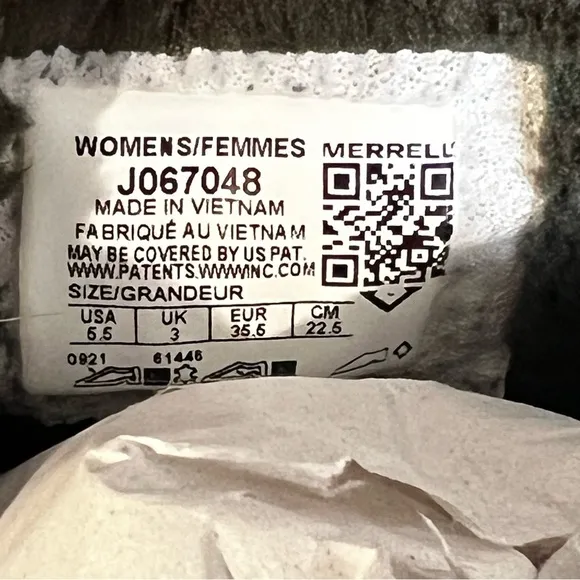 WOMENS/FEMMES
MERRELL
J067048
MADE IN VIETNAM
FABRIQUÉ AU VIETNAM
MAY BE COVERED BY US PAT.
WWW.PATENTS.WWWINC.COM
SIZE/GRANDEUR
USA UK EUR CM
5.5 3 35.5 22.5
0921 61446